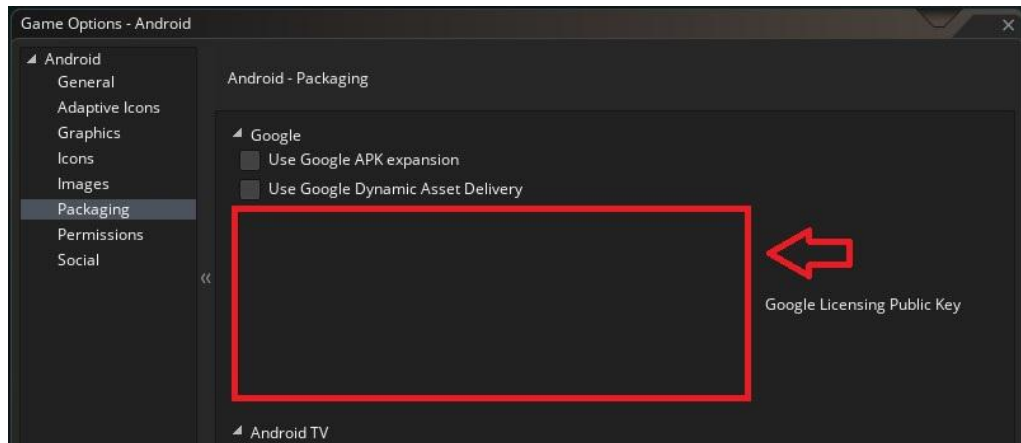 Game Options - Android
Android
General
Adaptive Icons
Graphics
Icons
Images
Packaging
Permissions
Social
Android - Packaging
Google
Use Google APK expansion
Use Google Dynamic Asset Delivery
Google Licensing Public Key
Android TV